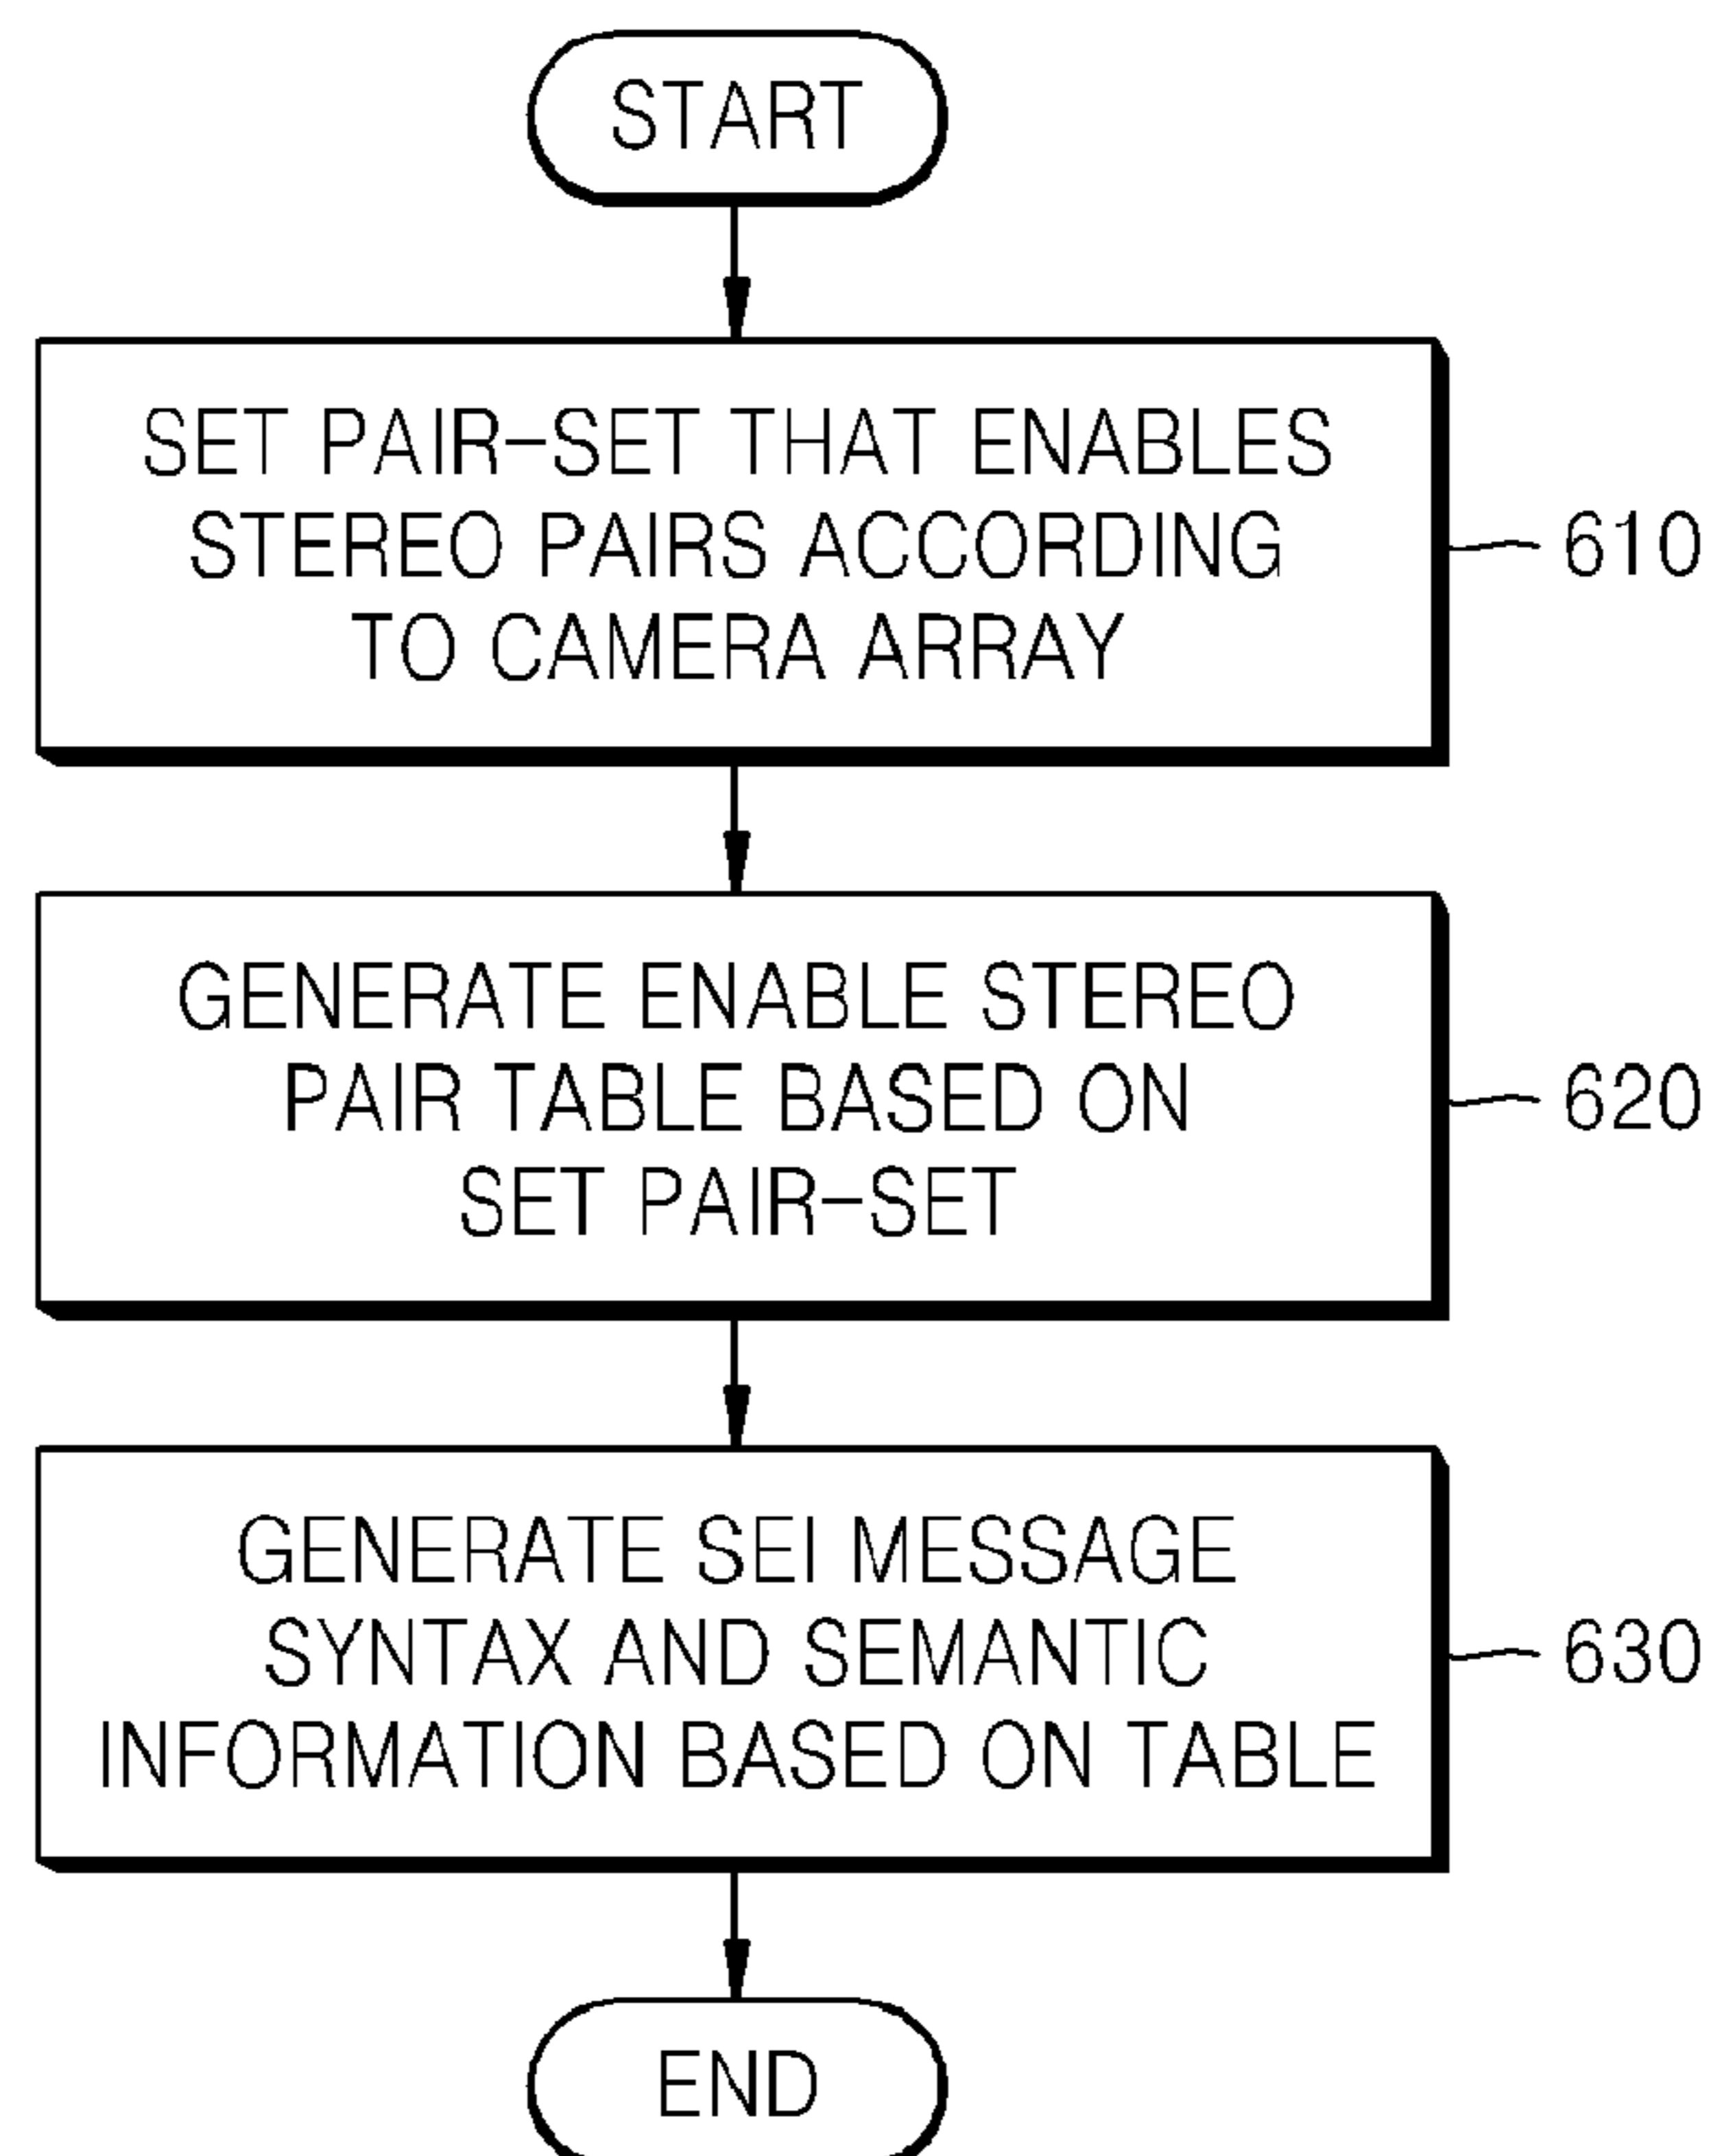 START
SET PAIR-SET THAT ENABLES
STEREO PAIRS ACCORDING
TO CAMERA ARRAY
610
GENERATE ENABLE STEREO
PAIR TABLE BASED ON
SET PAIR-SET
620
GENERATE SEI MESSAGE
SYNTAX AND SEMANTIC
INFORMATION BASED ON TABLE
630
END